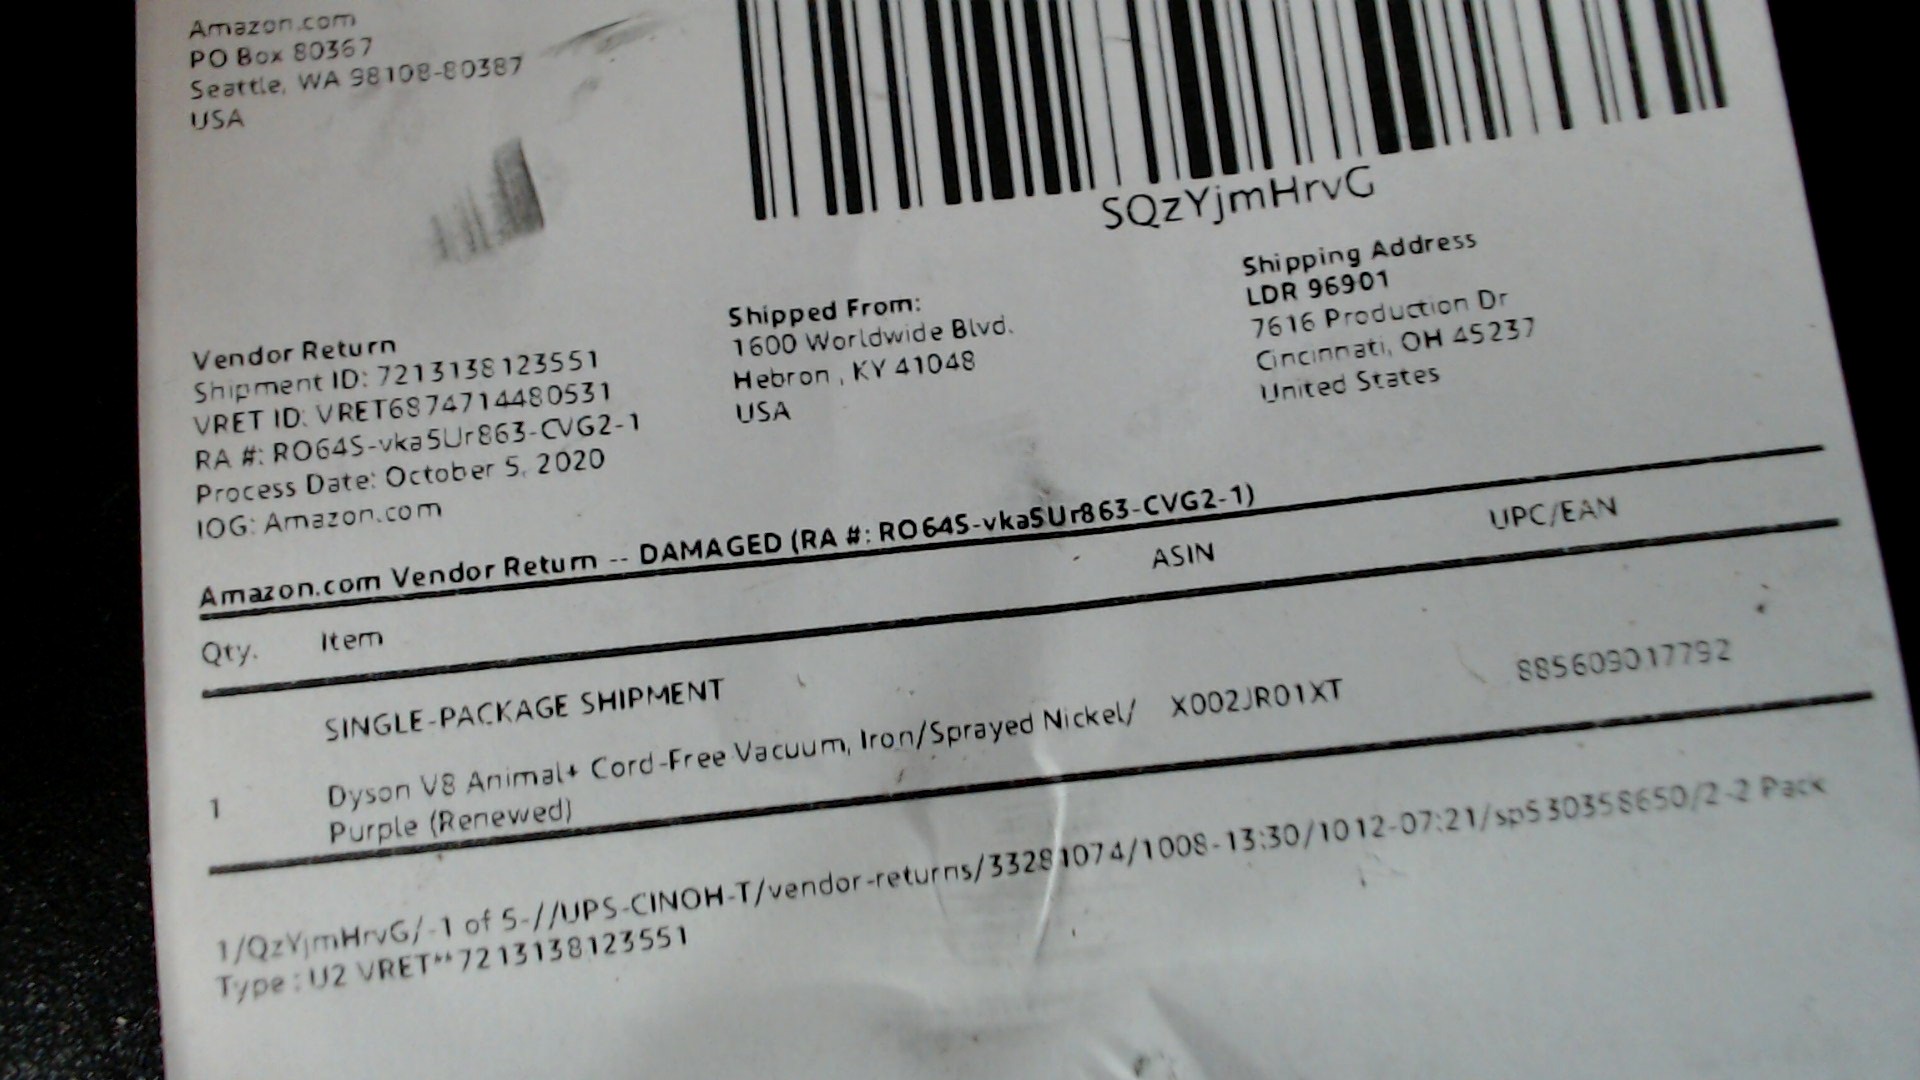 Amazon.com
PO Box 80367
Seattle, WA 98108-80387
USA
SQzYjmHrvG
Vendor Return
Shipment ID: 7213138123551
VRET ID: VRET6874714480531
RA #: RO64S-vka5Ur863-CVG2-1
Process Date: October 5, 2020
IOG: Amazon.com
Shipped From:
1600 Worldwide Blvd.
Hebron , KY 41048
USA
Shipping Address
LDR 96901
7616 Production Dr
Cincinnati, OH 45237
United States
Amazon.com Vendor Return -- DAMAGED (RA #: RO64S-vka5Ur863-CVG2-1)
Qty. Item ASIN UPC/EAN
SINGLE-PACKAGE SHIPMENT
1 Dyson V8 Animal+ Cord-Free Vacuum, Iron/Sprayed Nickel/ X002JR01XT 885609017792
Purple (Renewed)
1/QzYjmHrvG/-1 of 5-//UPS-CINOH-T/vendor-returns/33281074/1008-13:30/1012-07:21/sp530358650/2-2 Pack
Type : U2 VRET**7213138123551